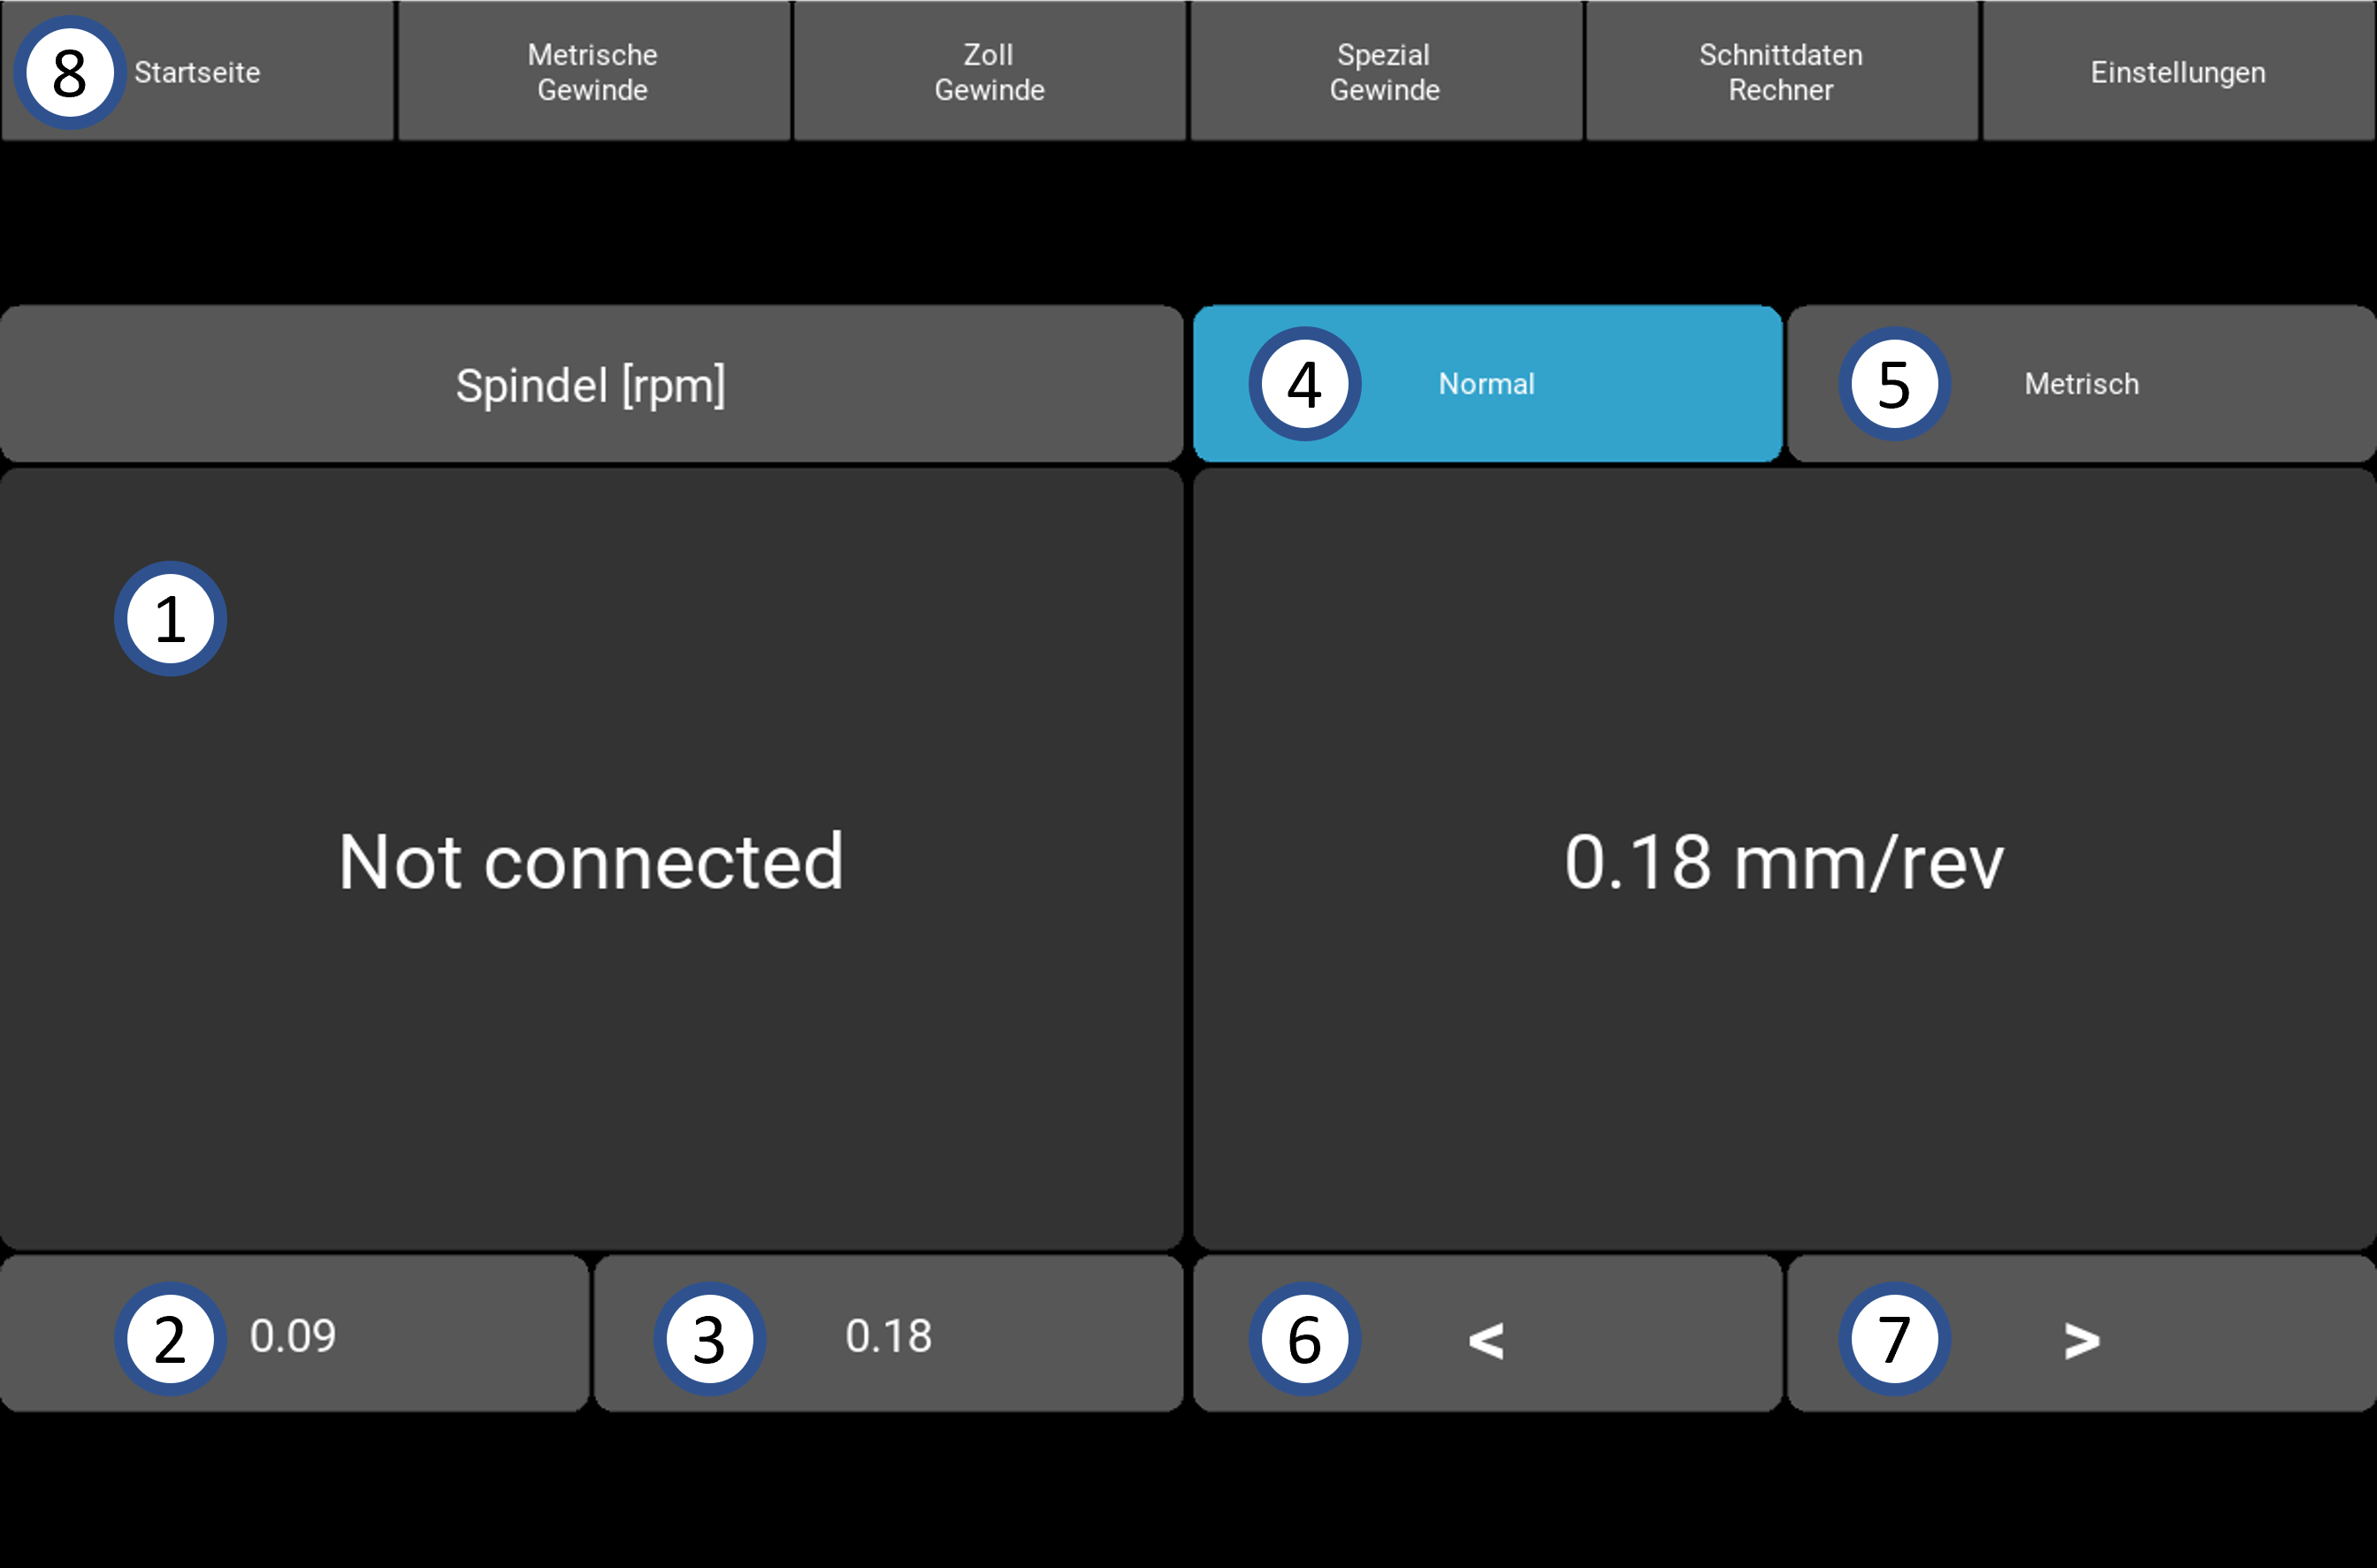 8 Startseite
Metrische
Gewinde
Zoll
Gewinde
Spezial
Gewinde
Schnittdaten
Rechner
Einstellungen
Spindel [rpm]
4 Normal
5 Metrisch
1
Not connected
0.18 mm/rev
2 0.09
3 0.18
6 <
7 >